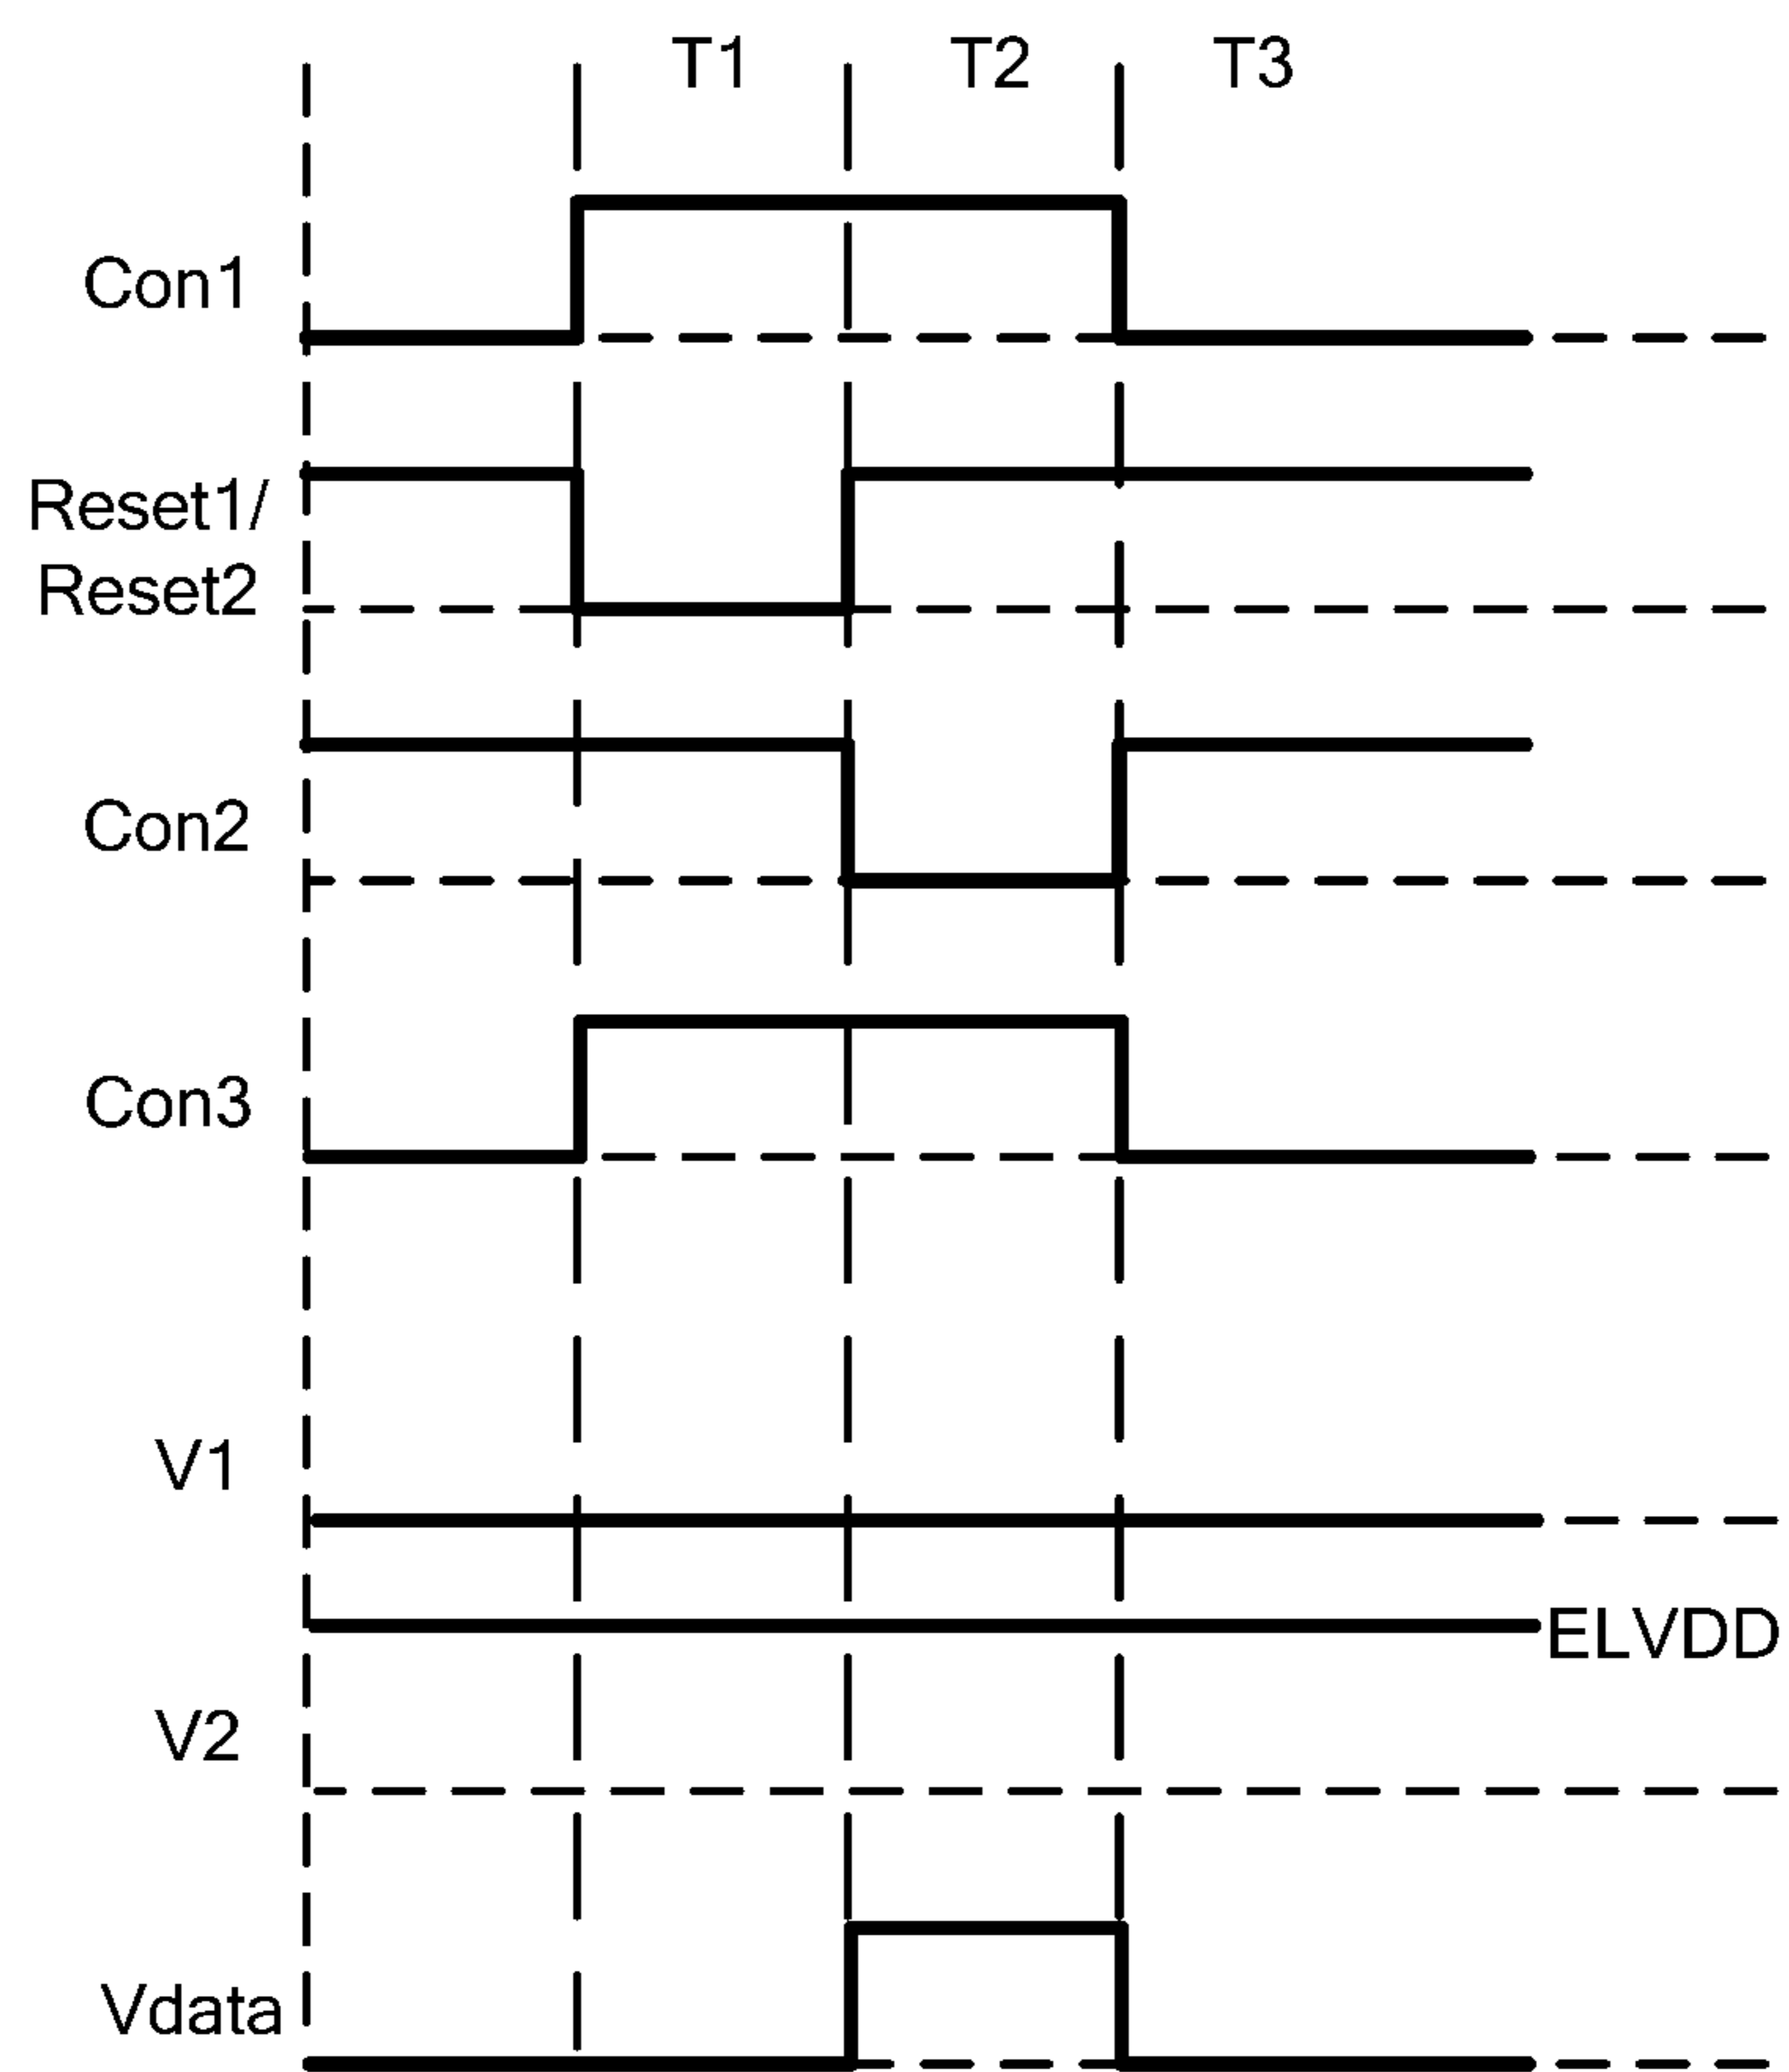 T1 T2 T3
Con1
Reset1/
Reset2
Con2
Con3
V1
ELVDD
V2
Vdata